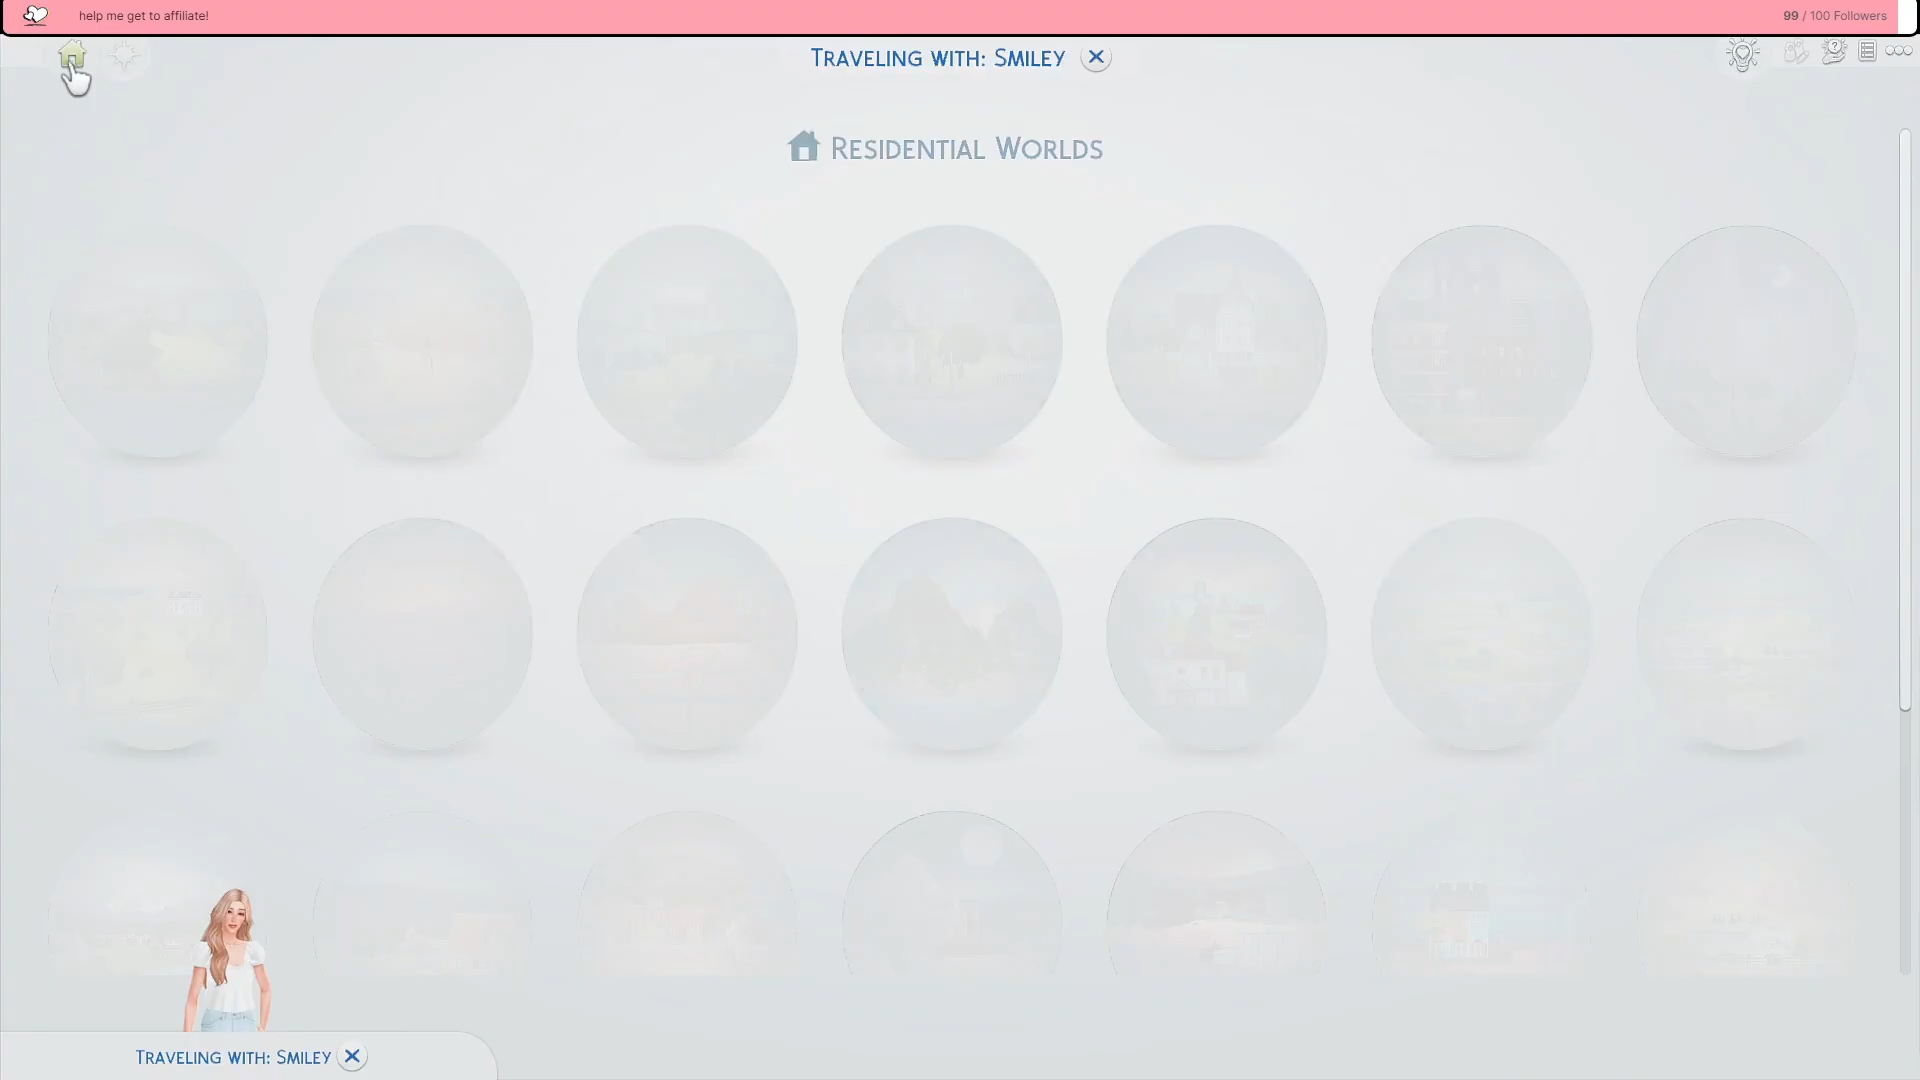 help me get to affiliate!
99 / 100 Followers
Traveling with: Smiley
Residential Worlds
Traveling with: Smiley